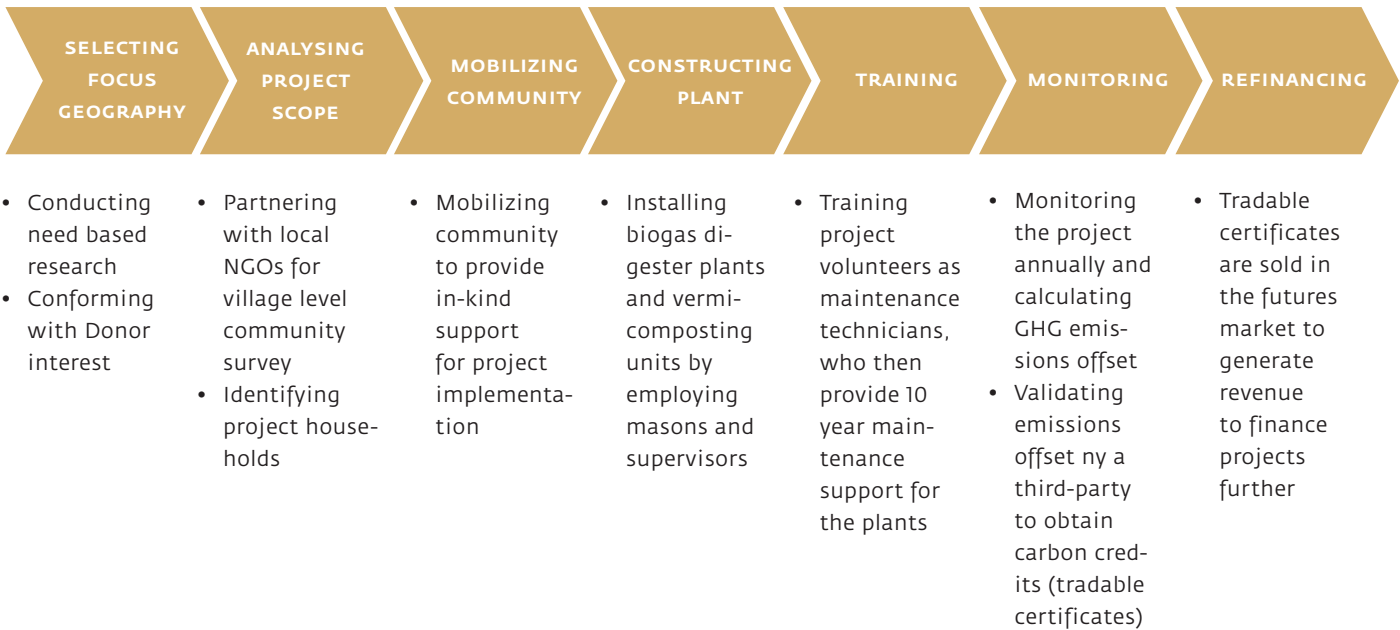 SELECTING
FOCUS
GEOGRAPHY
ANALYSING
PROJECT
SCOPE
MOBILIZING
COMMUNITY
CONSTRUCTING
PLANT
TRAINING
MONITORING
REFINANCING
• Conducting
need based
research
• Conforming
with Donor
interest
• Partnering
with local
NGOs for
village level
community
survey
• Identifying
project house-
holds
• Mobilizing
community
to provide
in-kind
support
for project
implementa-
tion
• Installing
biogas di-
gester plants
and vermi-
composting
units by
employing
masons and
supervisors
• Training
project
volunteers as
maintenance
technicians,
who then
provide 10
year main-
tenance
support for
the plants
• Monitoring
the project
annually and
calculating
GHG emis-
sions offset
• Validating
emissions
offset ny a
third-party
to obtain
carbon cred-
its (tradable
certificates)
• Tradable
certificates
are sold in
the futures
market to
generate
revenue
to finance
projects
further